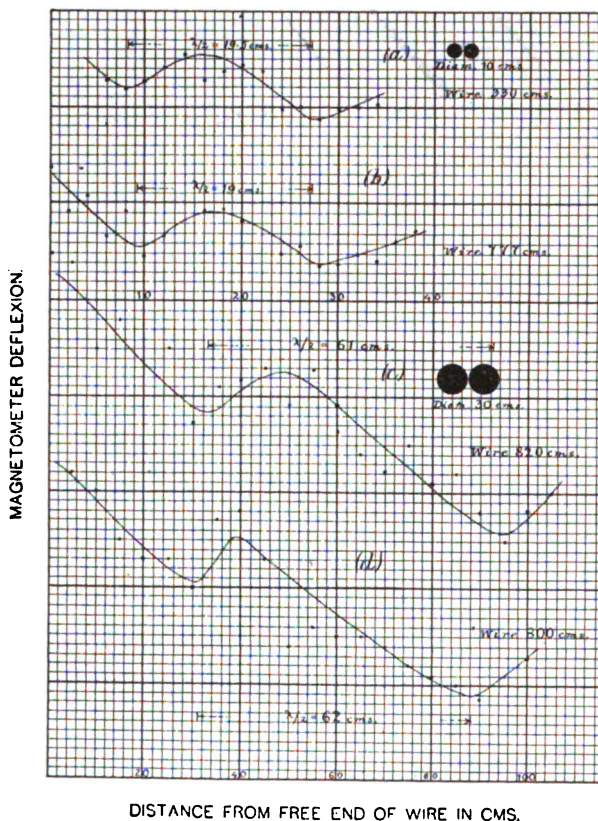 λ/2 = 19.5 cms.
(a.)
Diam 10 cms.
Wire 330 cms.
(b)
λ/2 = 19 cms.
Wire 777 cms.
10 20 30 40
λ/2 = 61 cms.
(c.)
Diam 30 cms.
Wire 820 cms.
(d.)
Wire 800 cms.
λ/2 = 62 cms.
20 40 60 80 100
MAGNETOMETER DEFLEXION.
DISTANCE FROM FREE END OF WIRE IN CMS.